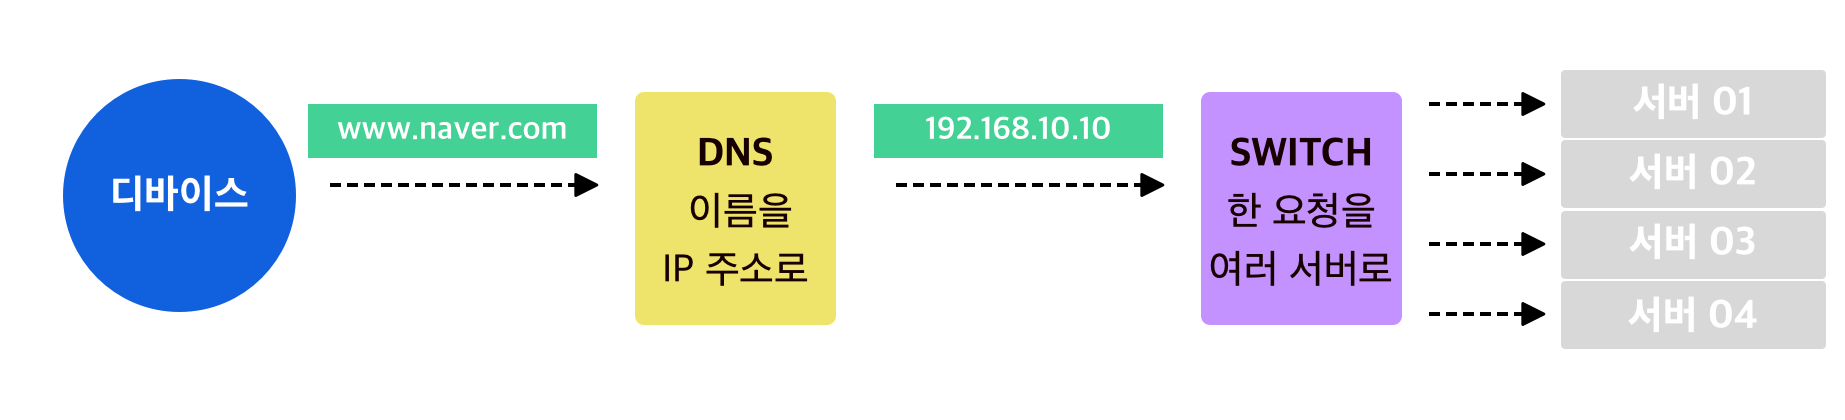 디바이스
www.naver.com
DNS
이름을
IP 주소로
192.168.10.10
SWITCH
한 요청을
여러 서버로
서버 01
서버 02
서버 03
서버 04